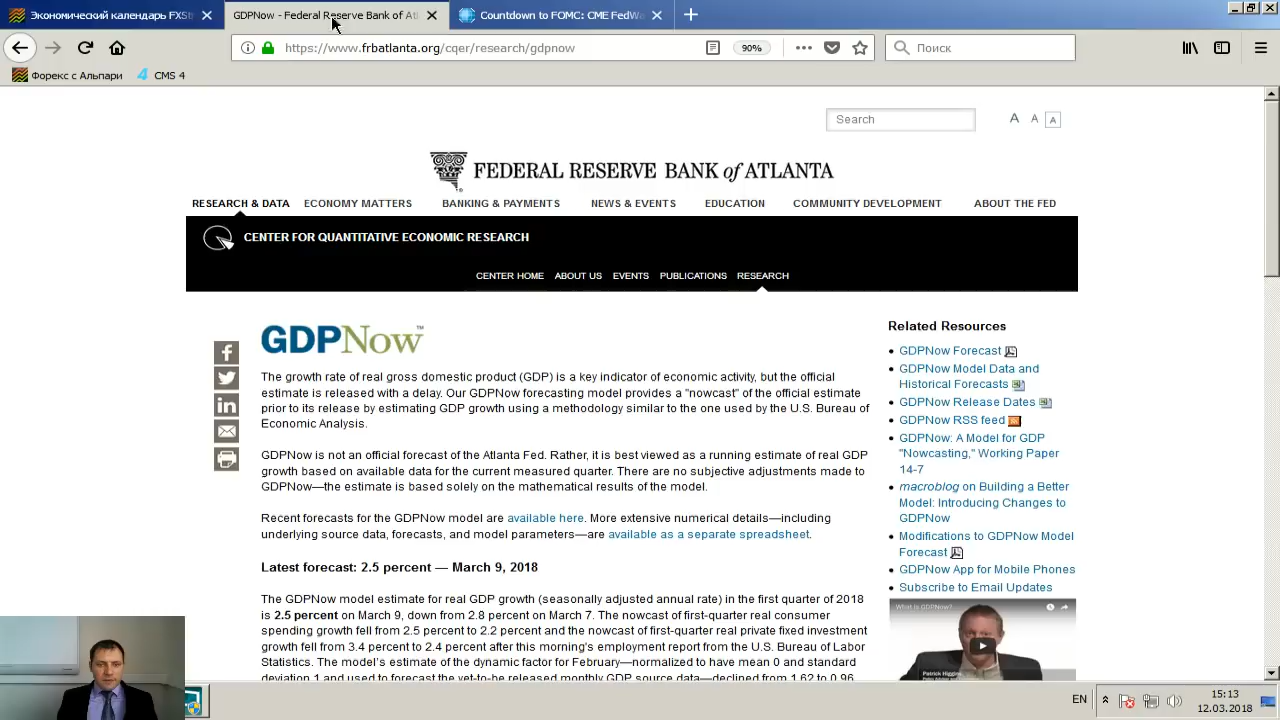 Экономический календарь FXSt
GDPNow - Federal Reserve Bank of Atl
Countdown to FOMC: CME FedWa
https://www.frbatlanta.org/cqer/research/gdpnow
90%
Поиск
Форекс с Альпари
CMS 4
Search
A A A
FEDERAL RESERVE BANK of ATLANTA
RESEARCH & DATA ECONOMY MATTERS BANKING & PAYMENTS NEWS & EVENTS EDUCATION COMMUNITY DEVELOPMENT ABOUT THE FED
CENTER FOR QUANTITATIVE ECONOMIC RESEARCH
CENTER HOME ABOUT US EVENTS PUBLICATIONS RESEARCH
GDPNow™
The growth rate of real gross domestic product (GDP) is a key indicator of economic activity, but the official
estimate is released with a delay. Our GDPNow forecasting model provides a "nowcast" of the official estimate
prior to its release by estimating GDP growth using a methodology similar to the one used by the U.S. Bureau of
Economic Analysis.
GDPNow is not an official forecast of the Atlanta Fed. Rather, it is best viewed as a running estimate of real GDP
growth based on available data for the current measured quarter. There are no subjective adjustments made to
GDPNow—the estimate is based solely on the mathematical results of the model.
Recent forecasts for the GDPNow model are available here. More extensive numerical details—including
underlying source data, forecasts, and model parameters—are available as a separate spreadsheet.
Latest forecast: 2.5 percent — March 9, 2018
The GDPNow model estimate for real GDP growth (seasonally adjusted annual rate) in the first quarter of 2018
is 2.5 percent on March 9, down from 2.8 percent on March 7. The nowcast of first-quarter real consumer
spending growth fell from 2.5 percent to 2.2 percent and the nowcast of first-quarter real private fixed investment
growth fell from 3.4 percent to 2.4 percent after this morning's employment report from the U.S. Bureau of Labor
Statistics. The model's estimate of the dynamic factor for February—normalized to have mean 0 and standard
deviation 1 and used to forecast the yet-to-be released monthly GDP source data—declined from 1.62 to 0.96
Related Resources
GDPNow Forecast
GDPNow Model Data and
Historical Forecasts
GDPNow Release Dates
GDPNow RSS feed
GDPNow: A Model for GDP
"Nowcasting," Working Paper
14-7
macroblog on Building a Better
Model: Introducing Changes to
GDPNow
Modifications to GDPNow Model
Forecast
GDPNow App for Mobile Phones
Subscribe to Email Updates
What is GDPNow?
Patrick Higgins
EN
15:13
12.03.2018